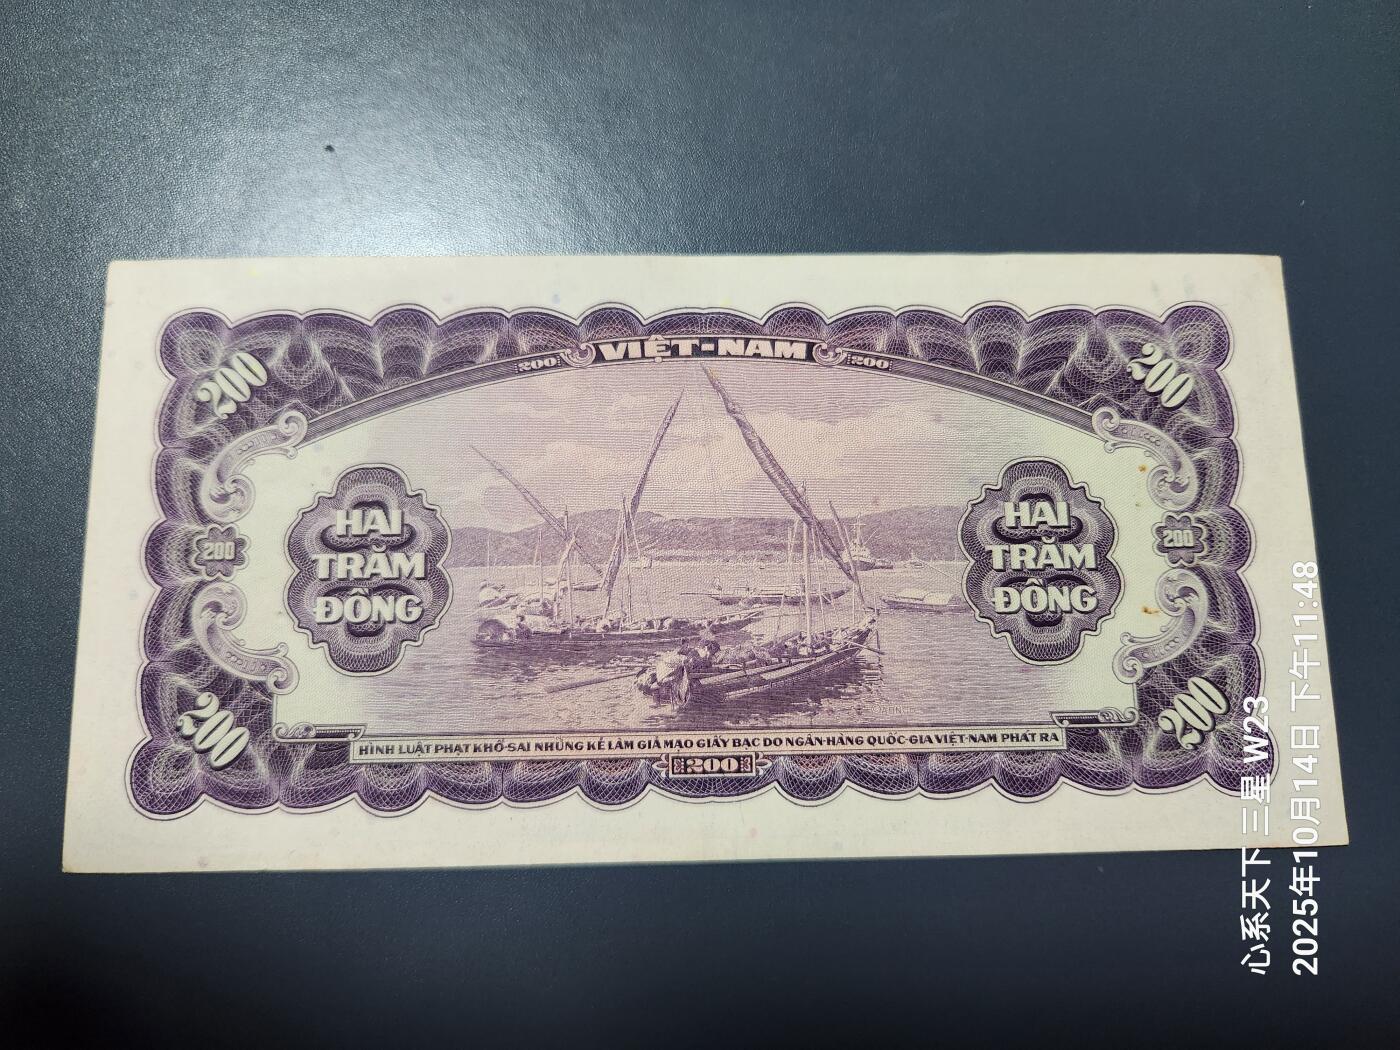 VIỆT-NAM
200
200
200
200
HAI
TRĂM
ĐỒNG
HAI
TRĂM
ĐỒNG
200
200
200
200
HÌNH LUẬT PHẠT KHỔ-SAI NHỮNG KẺ LÀM GIẢ MẠO GIẤY BẠC DO NGÂN-HÀNG QUỐC-GIA VIỆT-NAM PHÁT RA
200
心系天下三星 W23
2025年10月14日 下午11:48